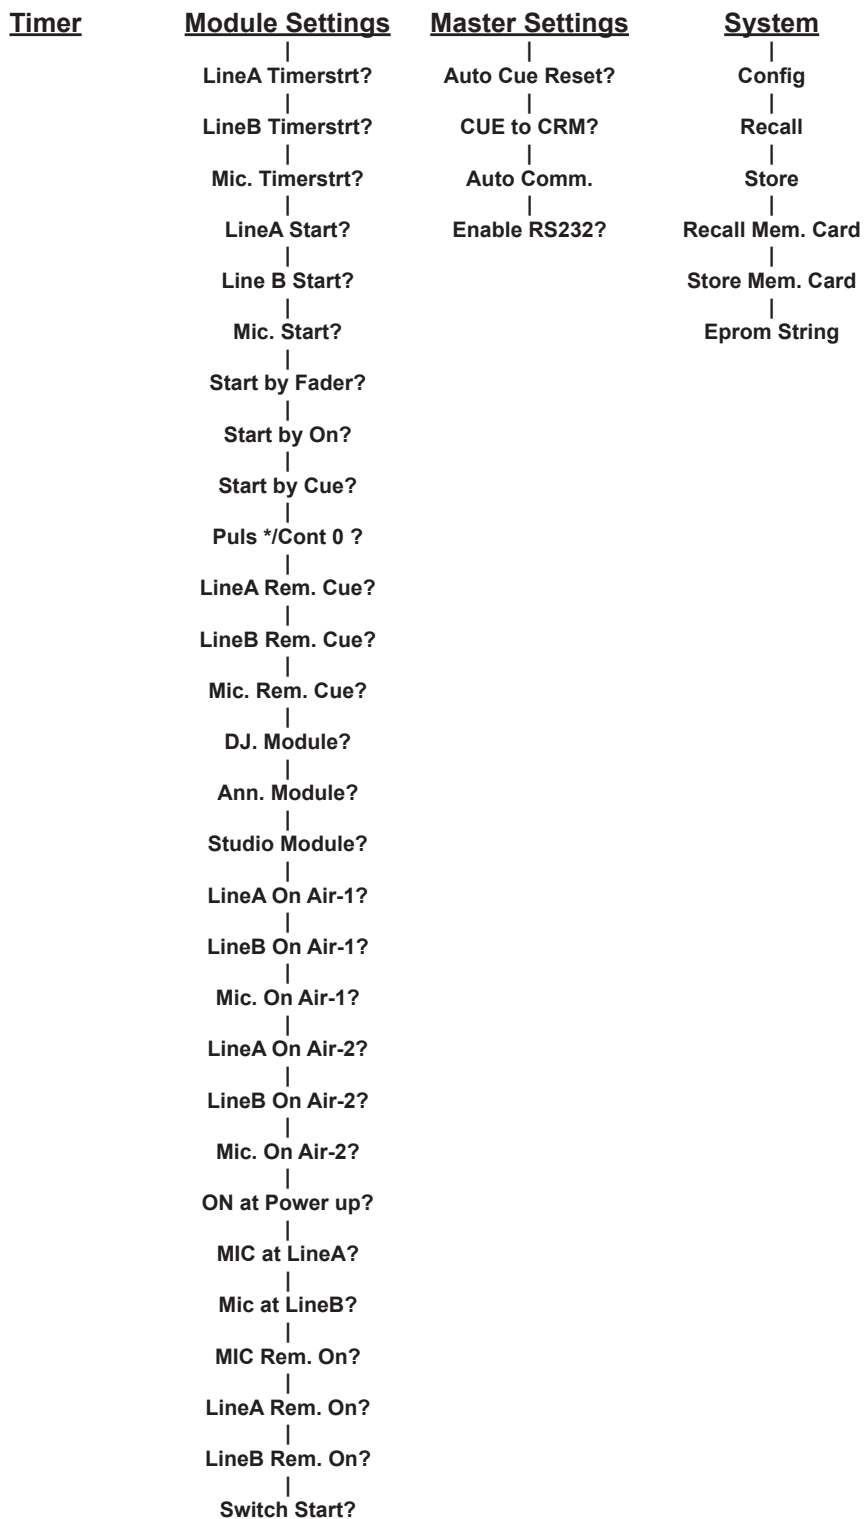 Timer
Module Settings
LineA Timerstrt?
LineB Timerstrt?
Mic. Timerstrt?
LineA Start?
Line B Start?
Mic. Start?
Start by Fader?
Start by On?
Start by Cue?
Puls */Cont 0 ?
LineA Rem. Cue?
LineB Rem. Cue?
Mic. Rem. Cue?
DJ. Module?
Ann. Module?
Studio Module?
LineA On Air-1?
LineB On Air-1?
Mic. On Air-1?
LineA On Air-2?
LineB On Air-2?
Mic. On Air-2?
ON at Power up?
MIC at LineA?
Mic at LineB?
MIC Rem. On?
LineA Rem. On?
LineB Rem. On?
Switch Start?
Master Settings
Auto Cue Reset?
CUE to CRM?
Auto Comm.
Enable RS232?
System
Config
Recall
Store
Recall Mem. Card
Store Mem. Card
Eprom String